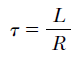 τ = L/R